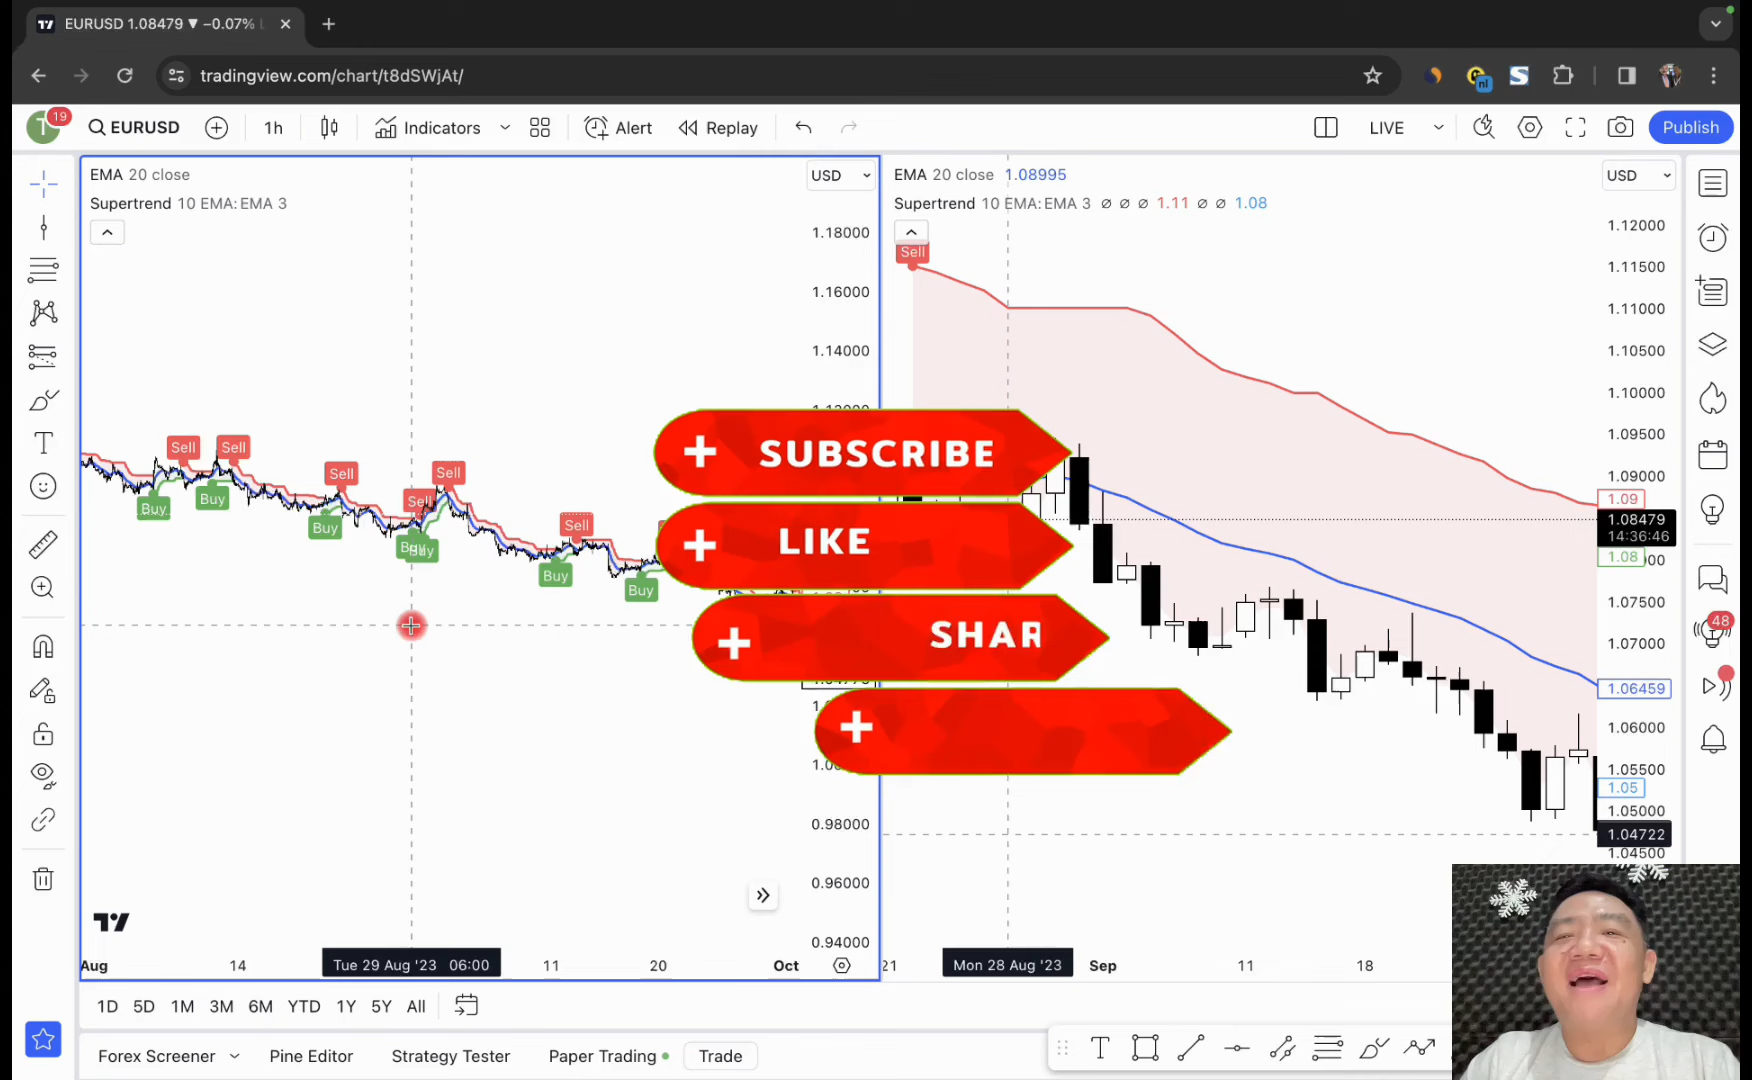 EURUSD 1.08479 ▼ −0.07%
tradingview.com/chart/t8dSWjAt/
nl
T 19
EURUSD
1h
Indicators
Alert
Replay
LIVE
Publish
EMA 20 close
USD
Supertrend 10 EMA:EMA 3
1.18000
1.16000
1.14000
0.98000
0.96000
0.94000
Sell
Sell
Sell
Sell
Sell
Sell
Buy
Buy
Buy
Buy
Buy
Buy
Aug
14
Tue 29 Aug '23 06:00
11
20
Oct
EMA 20 close 1.08995
USD
Supertrend 10 EMA:EMA 3 ∅ ∅ ∅ 1.11 ∅ ∅ 1.08
Sell
1.12000
1.11500
1.11000
1.10500
1.10000
1.09500
1.09000
1.09
1.08479
14:36:46
1.08
1.07500
1.07000
1.06459
1.06000
1.05500
1.05
1.05000
1.04722
1.04500
21
Mon 28 Aug '23
Sep
11
18
SUBSCRIBE
LIKE
SHAR
48
1D 5D 1M 3M 6M YTD 1Y 5Y All
Forex Screener
Pine Editor
Strategy Tester
Paper Trading
Trade